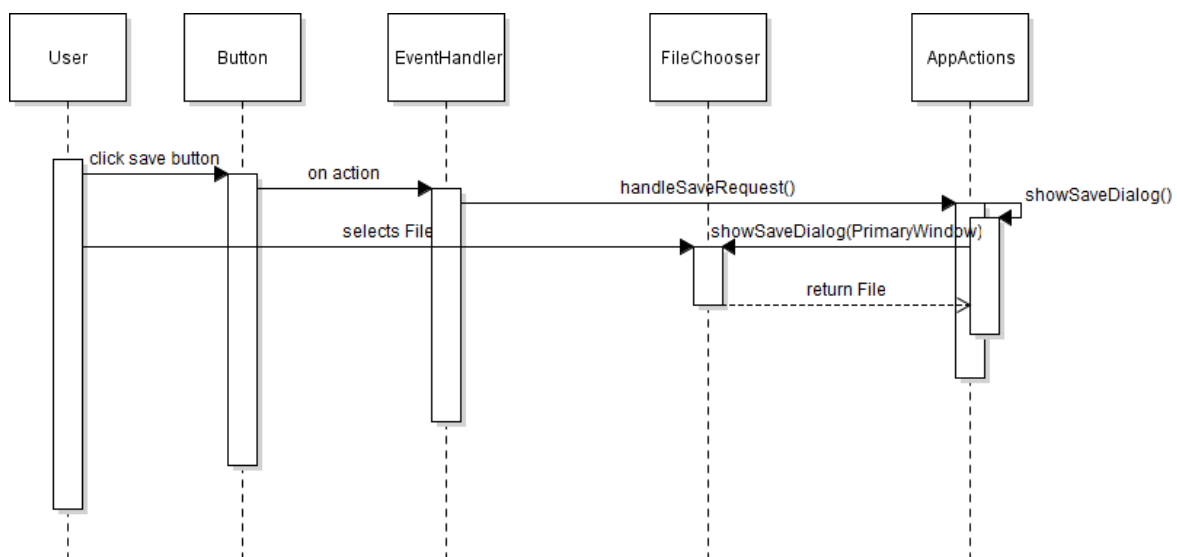 User
Button
EventHandler
FileChooser
AppActions
click save button
on action
handleSaveRequest()
showSaveDialog()
selects File
showSaveDialog(PrimaryWindow)
return File